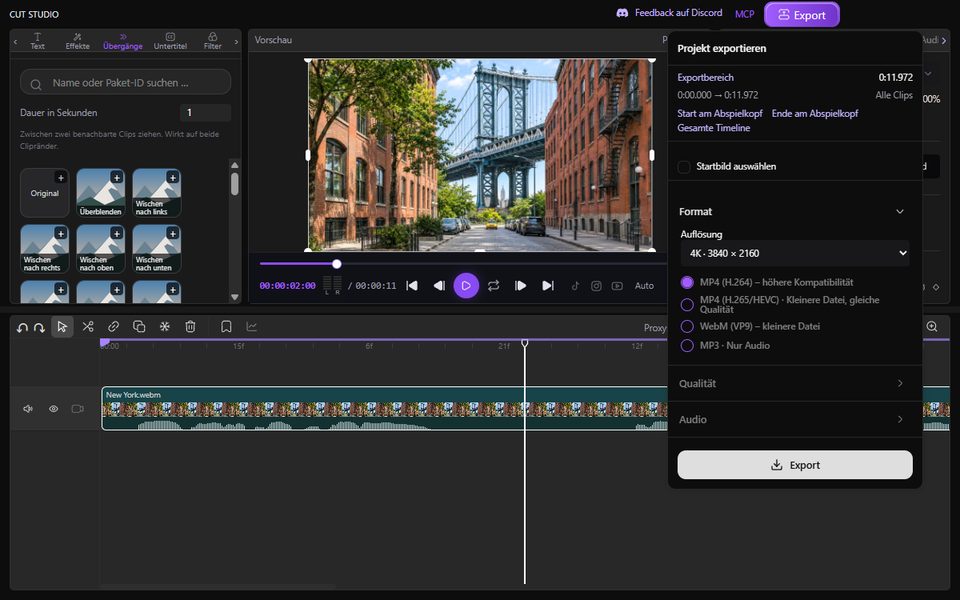 CUT STUDIO
Feedback auf Discord
MCP
Export
Text
Effekte
Übergänge
Untertitel
Filter
Name oder Paket-ID suchen ...
Dauer in Sekunden
1
Zwischen zwei benachbarte Clips ziehen. Wirkt auf beide
Clipränder.
Original
Überblenden
Wischen
nach links
Wischen
nach rechts
Wischen
nach oben
Wischen
nach unten
Vorschau
00:00:02:00
L R
/ 00:00:11
Auto
Projekt exportieren
Exportbereich
0:11.972
0:00.000 → 0:11.972
Alle Clips
Start am Abspielkopf
Ende am Abspielkopf
Gesamte Timeline
Startbild auswählen
Format
Auflösung
4K · 3840 × 2160
MP4 (H.264) – höhere Kompatibilität
MP4 (H.265/HEVC) · Kleinere Datei, gleiche
Qualität
WebM (VP9) – kleinere Datei
MP3 · Nur Audio
Qualität
Audio
Export
Proxy
15f
6f
21f
12f
New York.webm